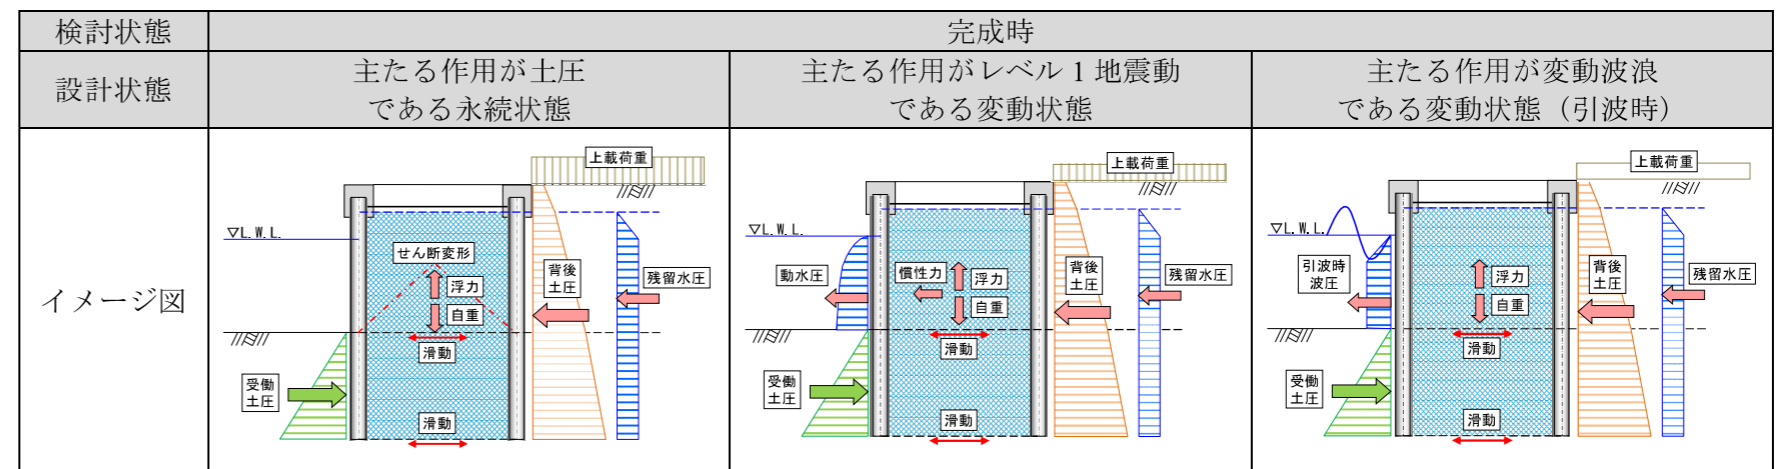 検討状態
完成時
設計状態
主たる作用が土圧
である永続状態
主たる作用がレベル1地震動
である変動状態
主たる作用が変動波浪
である変動状態（引波時）
イメージ図
上載荷重
▽L.W.L.
せん断変形
浮力
自重
背後
土圧
残留水圧
滑動
受働
土圧
滑動
上載荷重
▽L.W.L.
動水圧
慣性力
浮力
自重
背後
土圧
残留水圧
滑動
受働
土圧
滑動
上載荷重
▽L.W.L.
引波時
波圧
浮力
自重
背後
土圧
残留水圧
滑動
受働
土圧
滑動